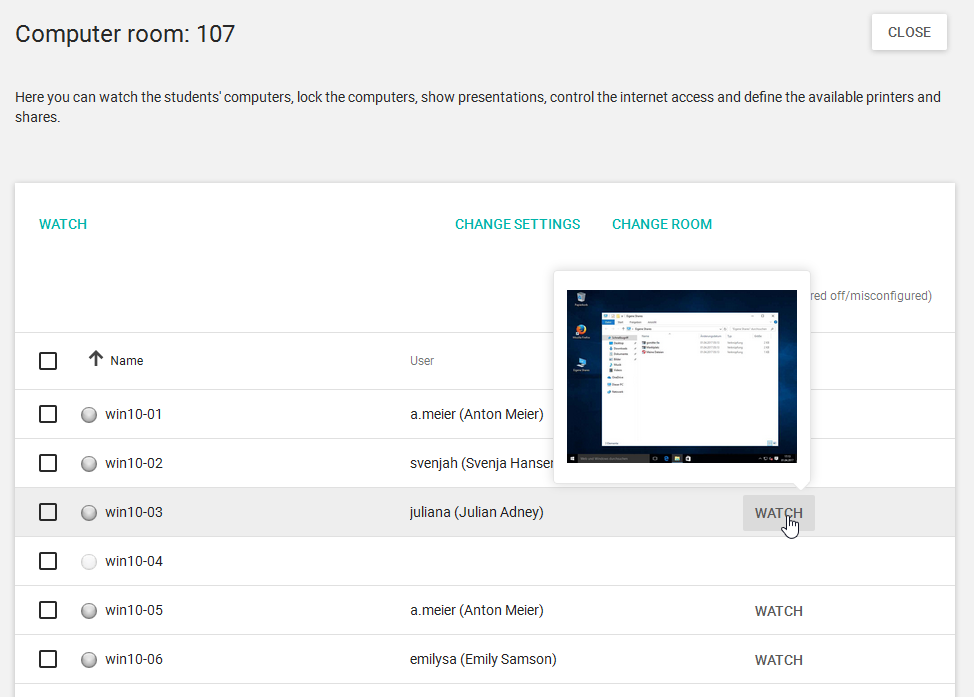 Computer room: 107
CLOSE
Here you can watch the students' computers, lock the computers, show presentations, control the internet access and define the available printers and
shares.
WATCH
CHANGE SETTINGS
CHANGE ROOM
red off/misconfigured)
Name
User
win10-01
a.meier (Anton Meier)
win10-02
svenjah (Svenja Hansen
win10-03
juliana (Julian Adney)
WATCH
win10-04
win10-05
a.meier (Anton Meier)
WATCH
win10-06
emilysa (Emily Samson)
WATCH